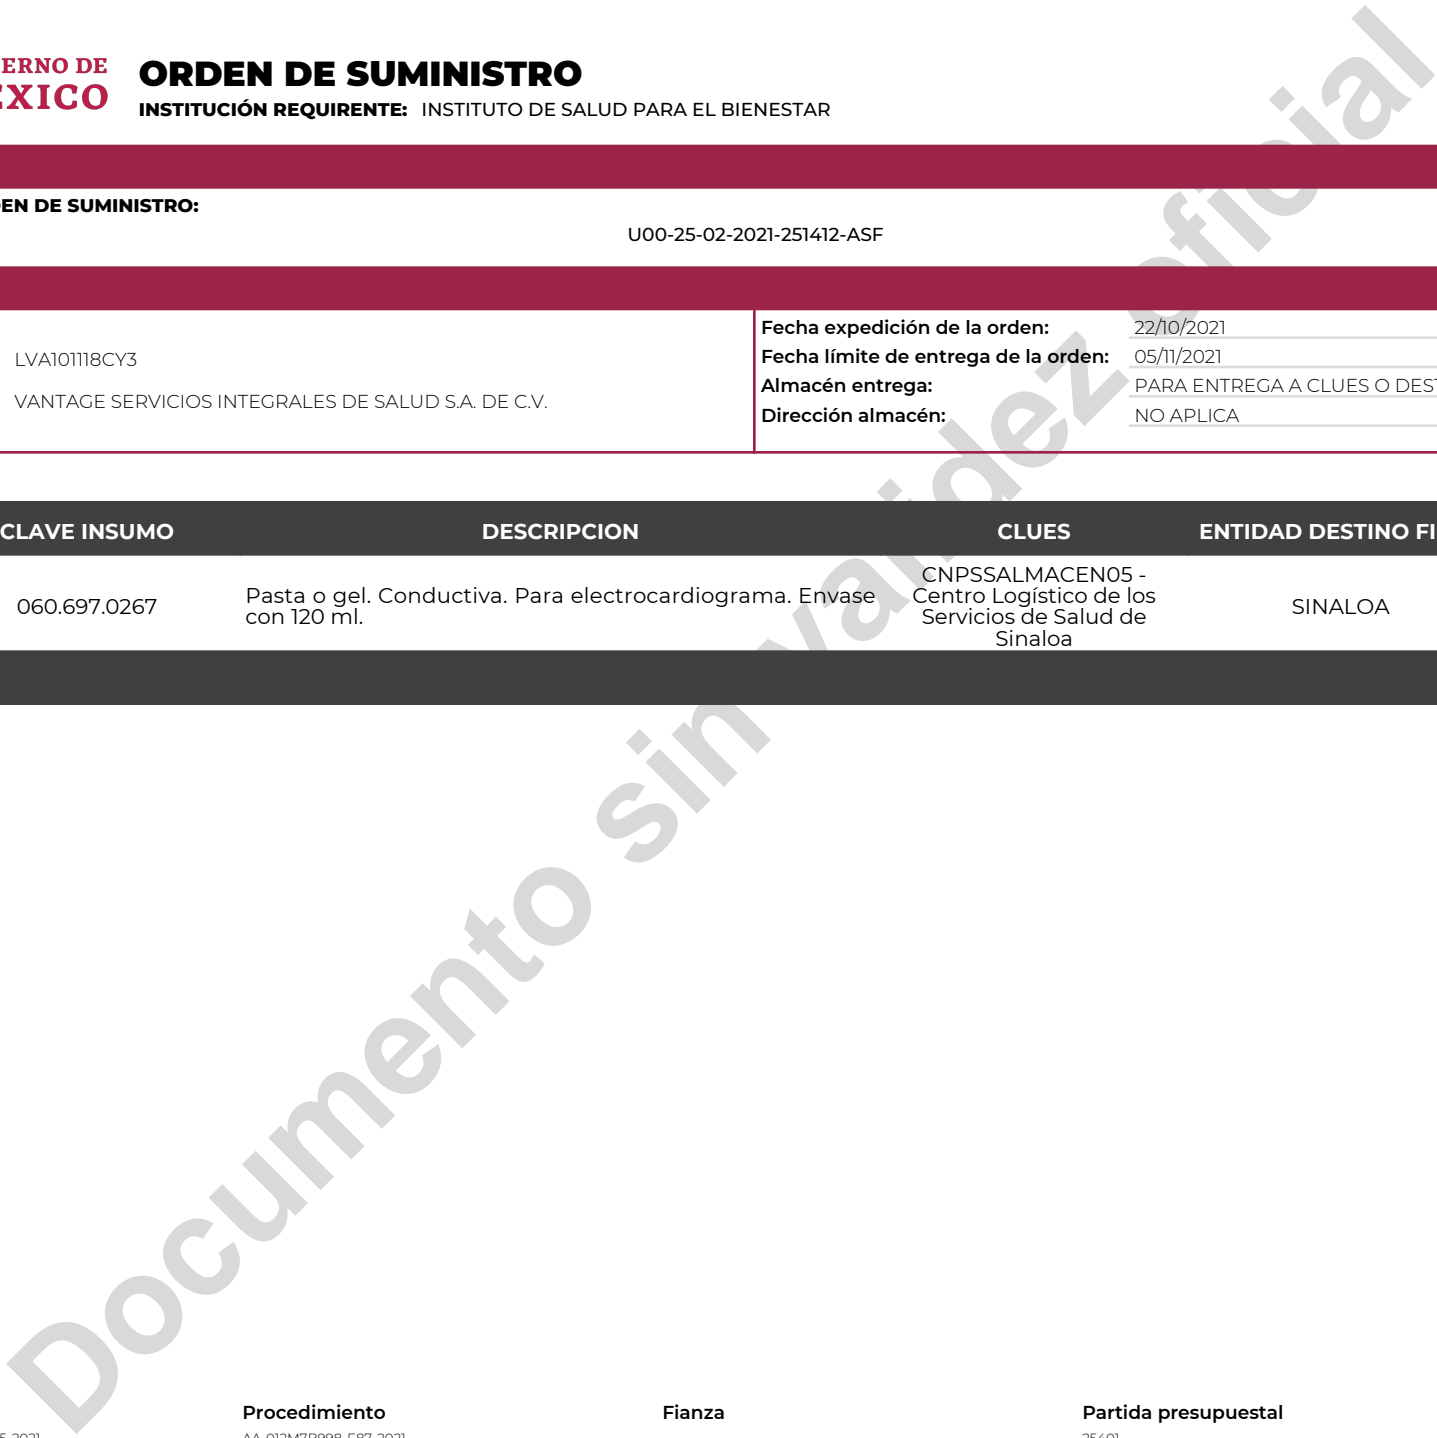 ERNO DE
EXICO
ORDEN DE SUMINISTRO
INSTITUCIÓN REQUIRENTE: INSTITUTO DE SALUD PARA EL BIENESTAR
EN DE SUMINISTRO:
U00-25-02-2021-251412-ASF
LVA101118CY3
VANTAGE SERVICIOS INTEGRALES DE SALUD S.A. DE C.V.
Fecha expedición de la orden: 22/10/2021
Fecha límite de entrega de la orden: 05/11/2021
Almacén entrega: PARA ENTREGA A CLUES O DEST
Dirección almacén: NO APLICA
CLAVE INSUMO DESCRIPCION CLUES ENTIDAD DESTINO FI
060.697.0267
Pasta o gel. Conductiva. Para electrocardiograma. Envase
con 120 ml.
CNPSSALMACEN05 -
Centro Logístico de los
Servicios de Salud de
Sinaloa
SINALOA
Documento sin validez oficial
Procedimiento Fianza Partida presupuestal